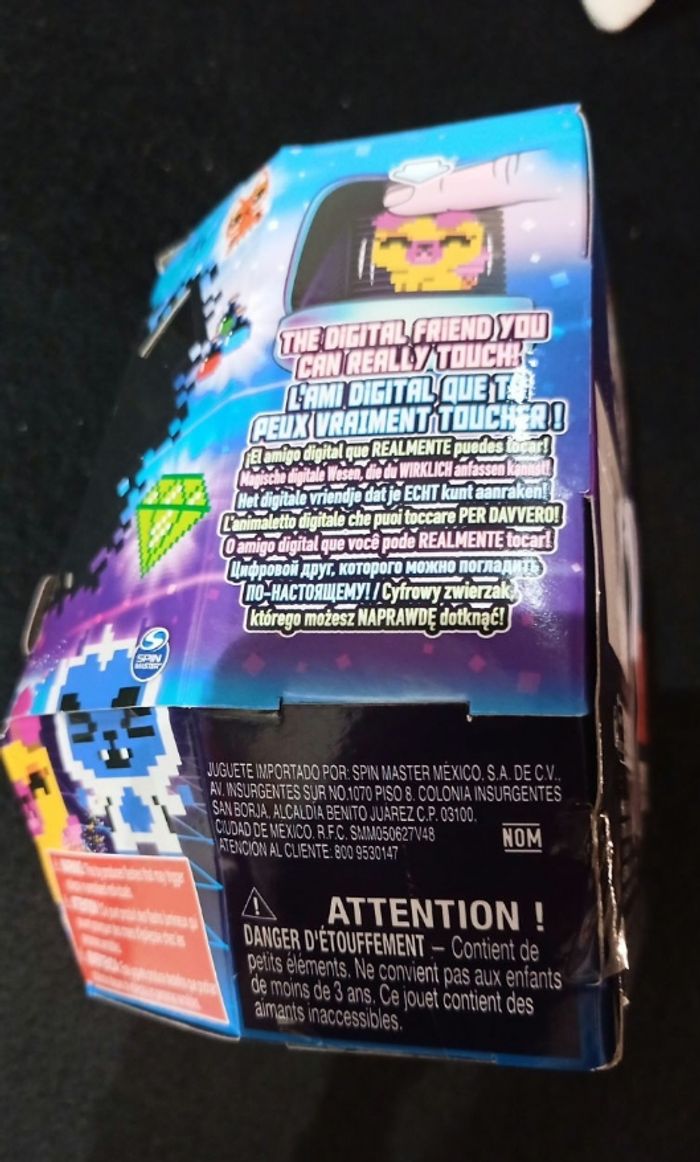 THE DIGITAL FRIEND YOU
CAN REALLY TOUCH!
L'AMI DIGITAL QUE TU
PEUX VRAIMENT TOUCHER !
¡El amigo digital que REALMENTE puedes tocar!
Magische digitale Wesen, die du WIRKLICH anfassen kannst!
Het digitale vriendje dat je ECHT kunt aanraken!
L'animaletto digitale che puoi toccare PER DAVVERO!
O amigo digital que você pode REALMENTE tocar!
Цифровой друг, которого можно погладить
ПО-НАСТОЯЩЕМУ! / Cyfrowy zwierzak,
którego możesz NAPRAWDĘ dotknąć!
SPIN
MASTER
JUGUETE IMPORTADO POR: SPIN MASTER MÉXICO, S.A. DE C.V.,
AV. INSURGENTES SUR NO.1070 PISO 8. COLONIA INSURGENTES
SAN BORJA, ALCALDÍA BENITO JUÁREZ C.P. 03100.
CIUDAD DE MÉXICO. R.F.C. SMM050627V48
ATENCION AL CLIENTE: 800 9530147
NOM
ATTENTION !
DANGER D'ÉTOUFFEMENT – Contient de
petits éléments. Ne convient pas aux enfants
de moins de 3 ans. Ce jouet contient des
aimants inaccessibles.